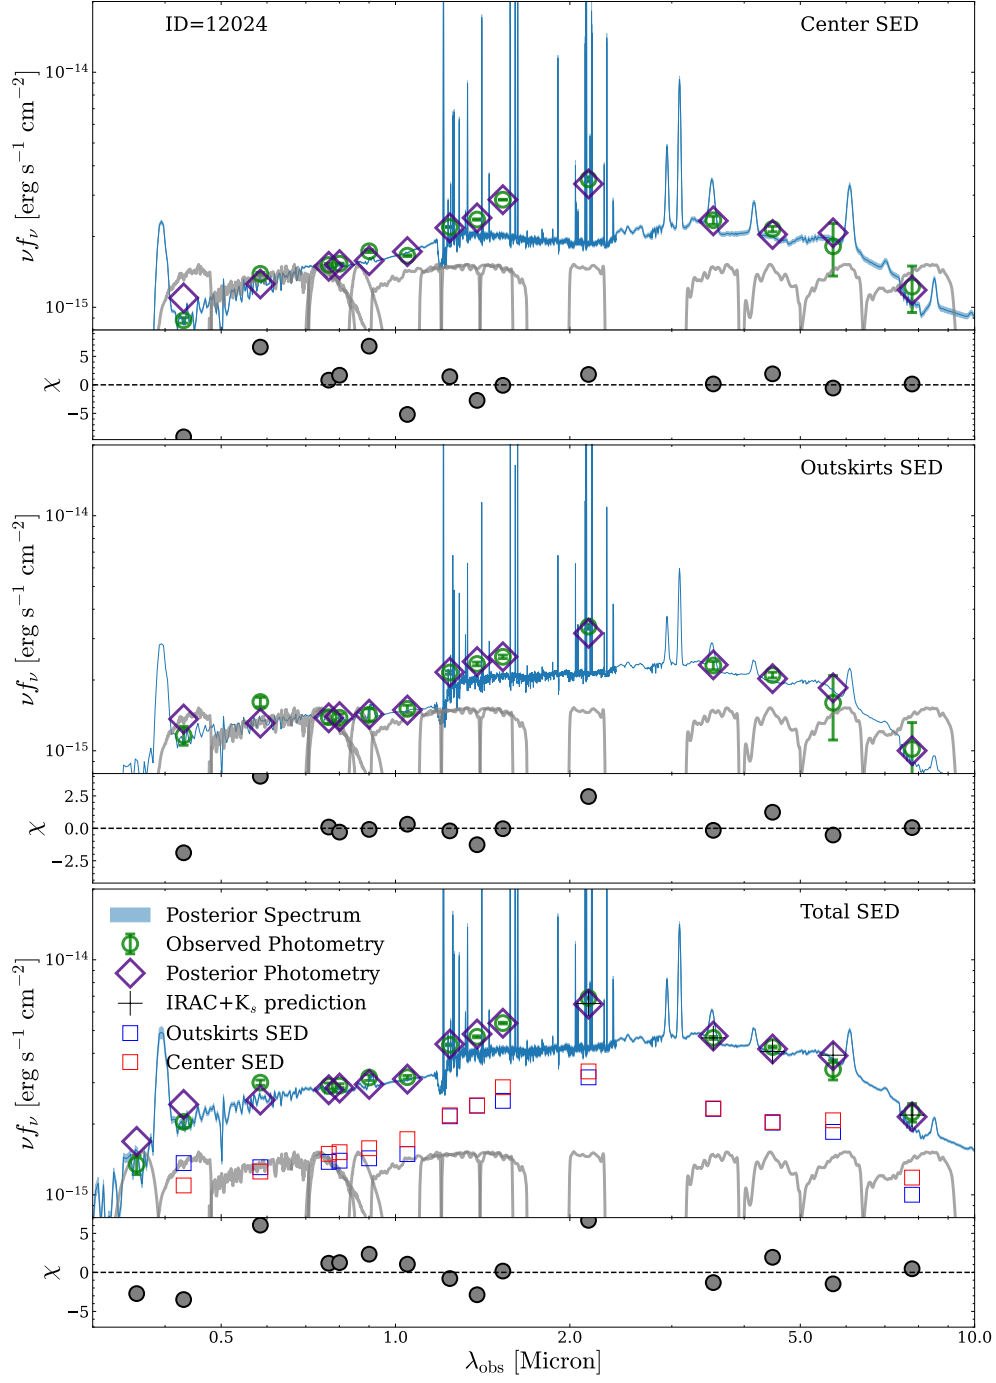 ID=12024
Center SED
νf_ν [erg s⁻¹ cm⁻²]
10⁻¹⁴
10⁻¹⁵
χ
5
0
−5
Outskirts SED
νf_ν [erg s⁻¹ cm⁻²]
10⁻¹⁴
10⁻¹⁵
χ
2.5
0.0
−2.5
Total SED
νf_ν [erg s⁻¹ cm⁻²]
10⁻¹⁴
10⁻¹⁵
Posterior Spectrum
Observed Photometry
Posterior Photometry
IRAC+Kₛ prediction
Outskirts SED
Center SED
χ
5
0
−5
0.5 1.0 2.0 5.0 10.0
λ_obs [Micron]